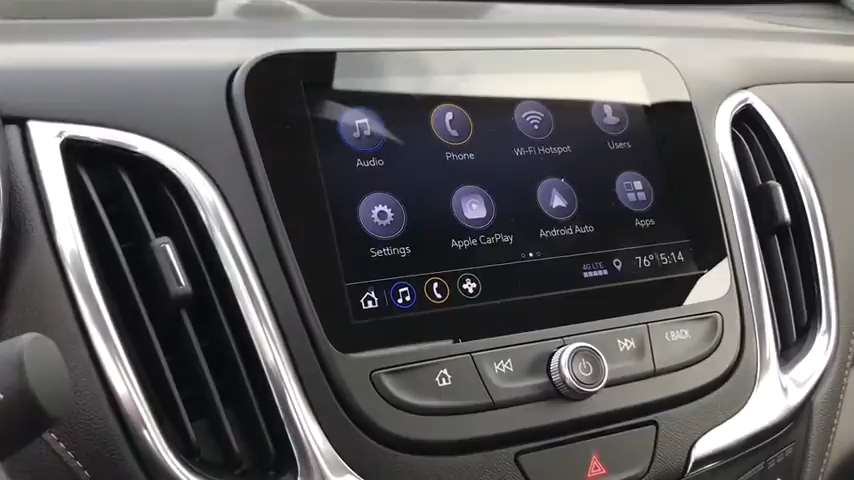 Audio Phone Wi-Fi Hotspot Users
Settings Apple CarPlay Android Auto Apps
4G LTE 76° 5:14
BACK